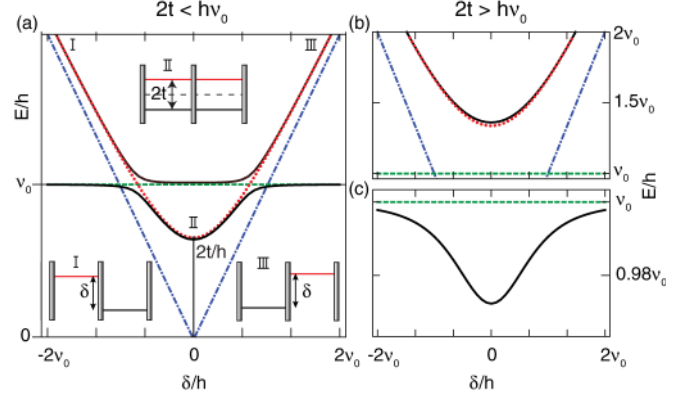 2t < hν₀
2t > hν₀
(a)
I
III
II
2t
E/h
ν₀
II
2t/h
I
δ
III
δ
0
-2ν₀
0
2ν₀
δ/h
(b)
2ν₀
1.5ν₀
ν₀
E/h
(c)
ν₀
0.98ν₀
-2ν₀
0
2ν₀
δ/h